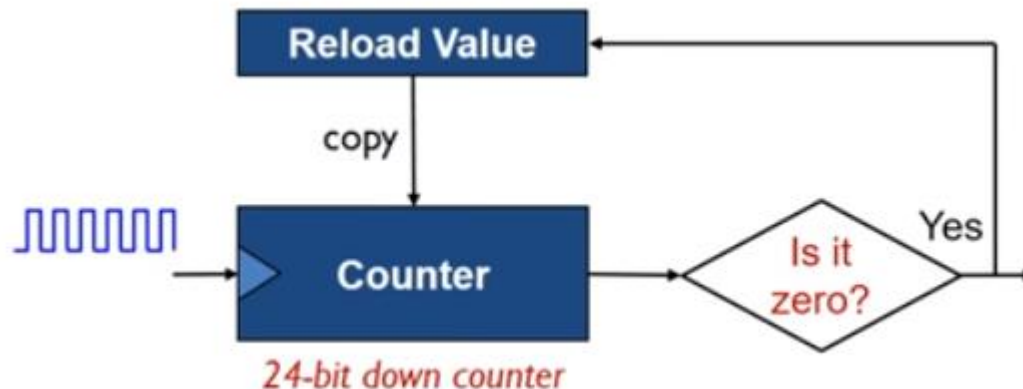 Reload Value
copy
Counter
Is it
zero?
Yes
24-bit down counter